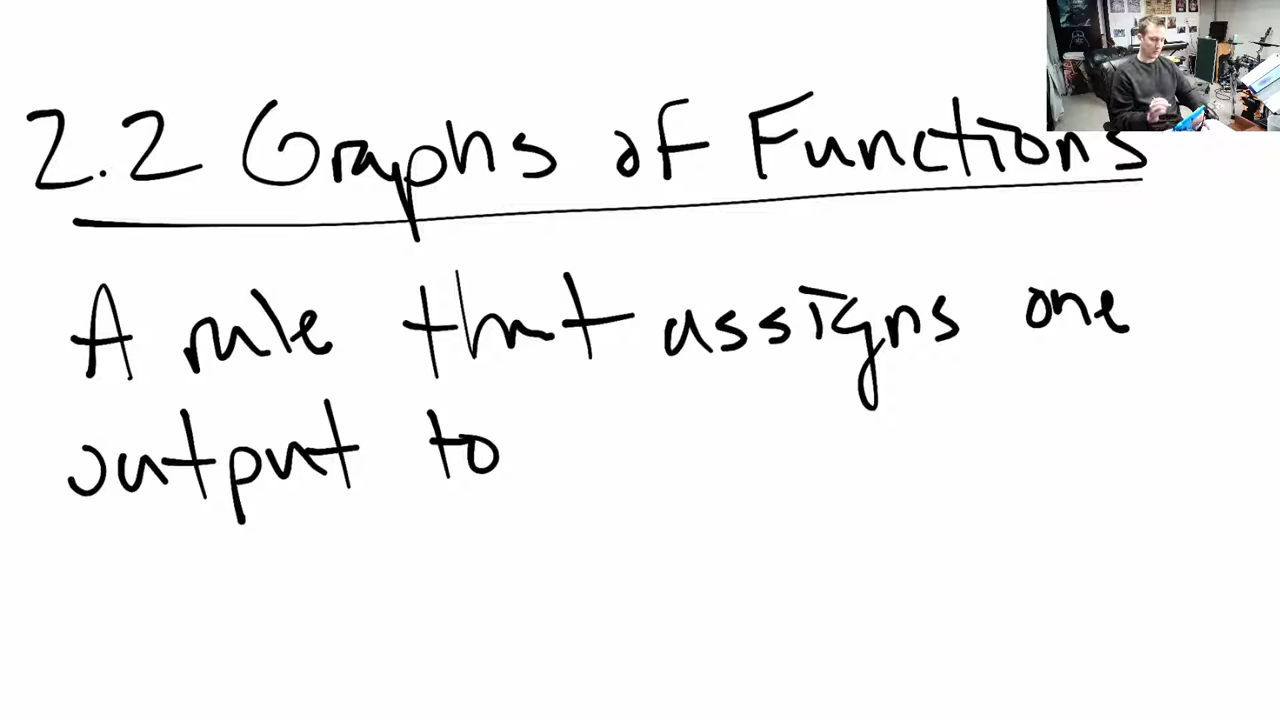 2.2 Graphs of Functions
A rule that assigns one
output to